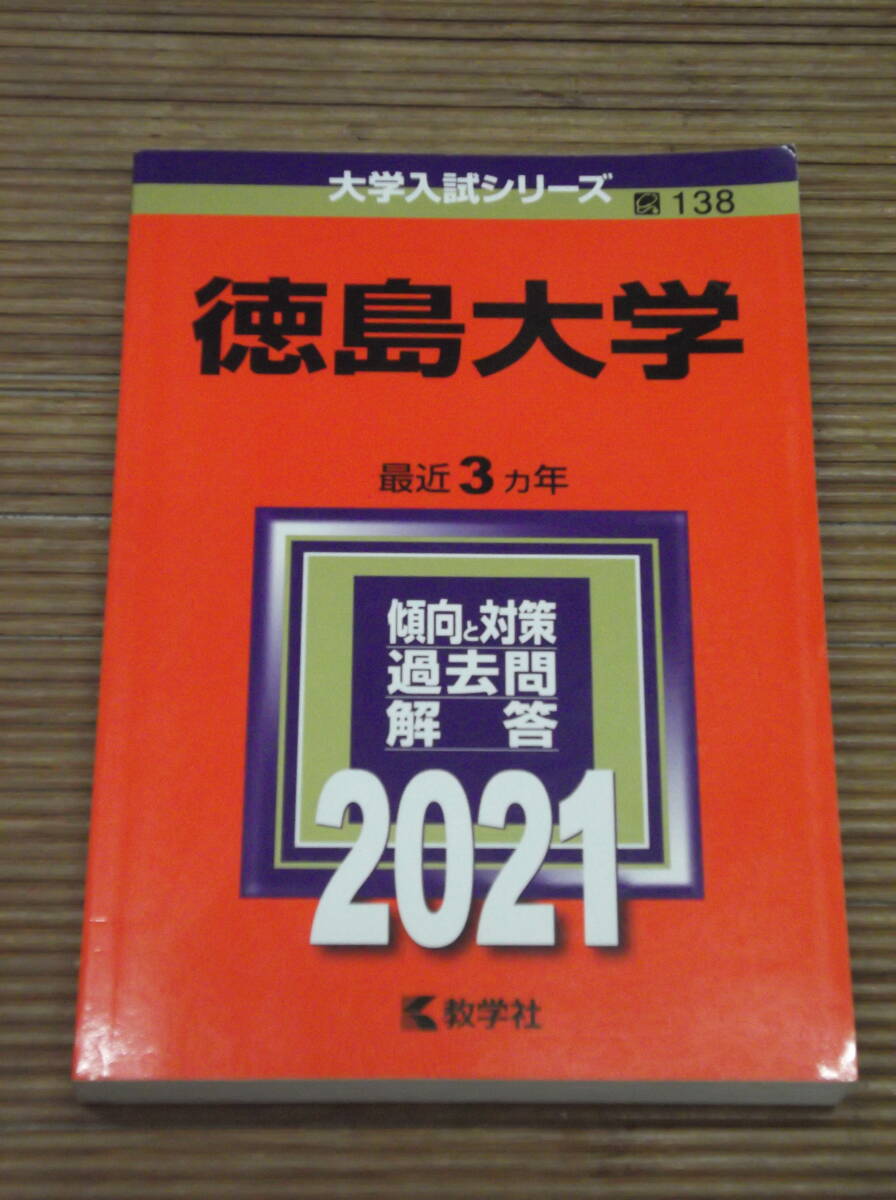 大学入試シリーズ
138
徳島大学
最近3ヵ年
傾向と対策
過去問
解答
2021
教学社